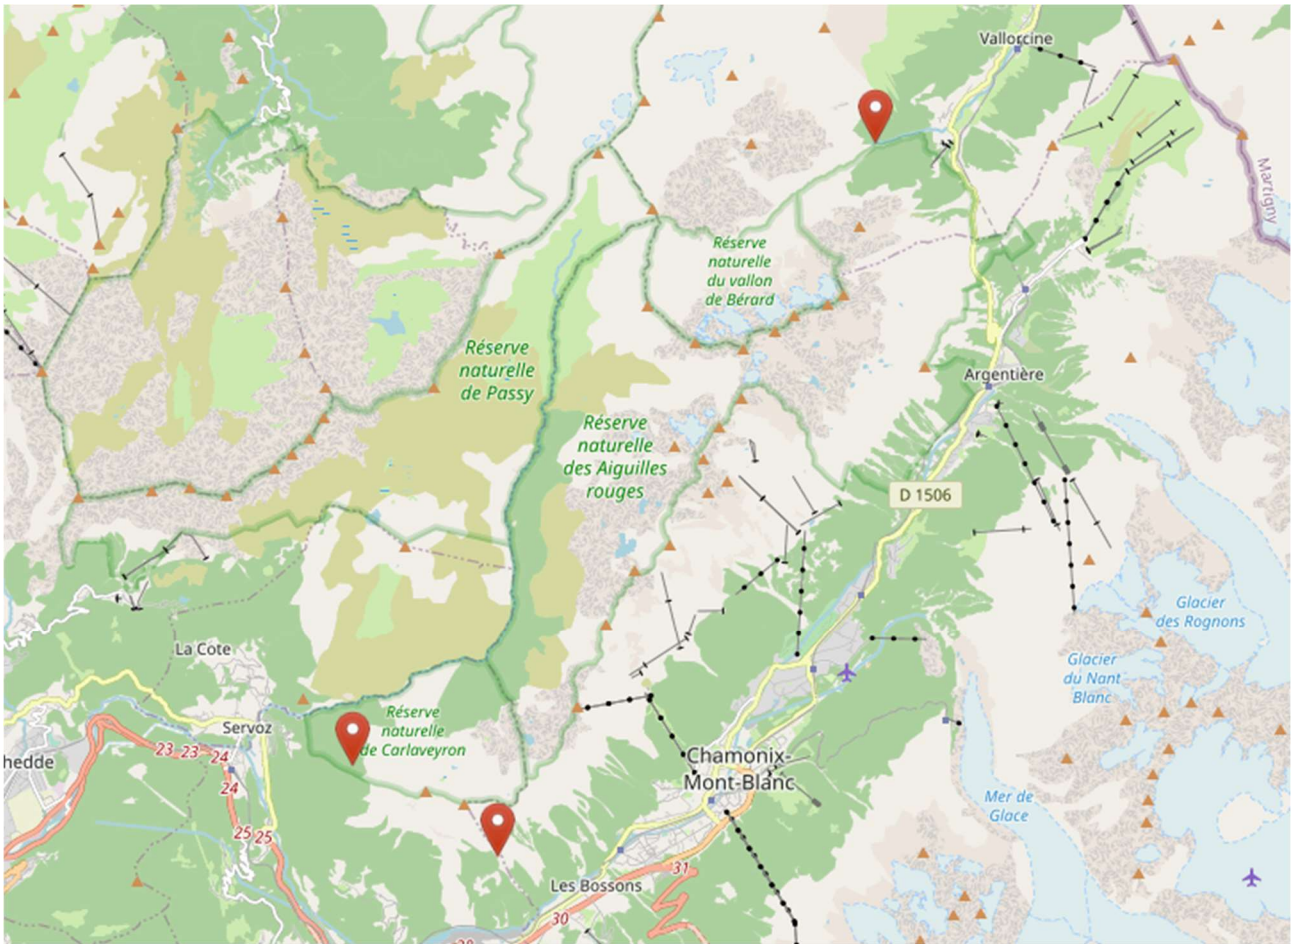 Vallorcine
Martigny
Réserve
naturelle
du vallon
de Bérard
Réserve
naturelle
de Passy
Argentière
Réserve
naturelle
des Aiguilles
rouges
D 1506
Glacier
des Rognons
La Cote
Glacier
du Nant
Blanc
Réserve
naturelle
de Carlaveyron
Servoz
hedde
23 23 24
24
25 25
Chamonix-
Mont-Blanc
Mer de
Glace
31
Les Bossons
30